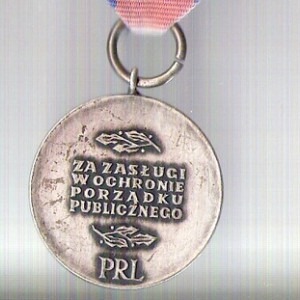 ZA ZASŁUGI
W OCHRONIE
PORZĄDKU
PUBLICZNEGO
PRL